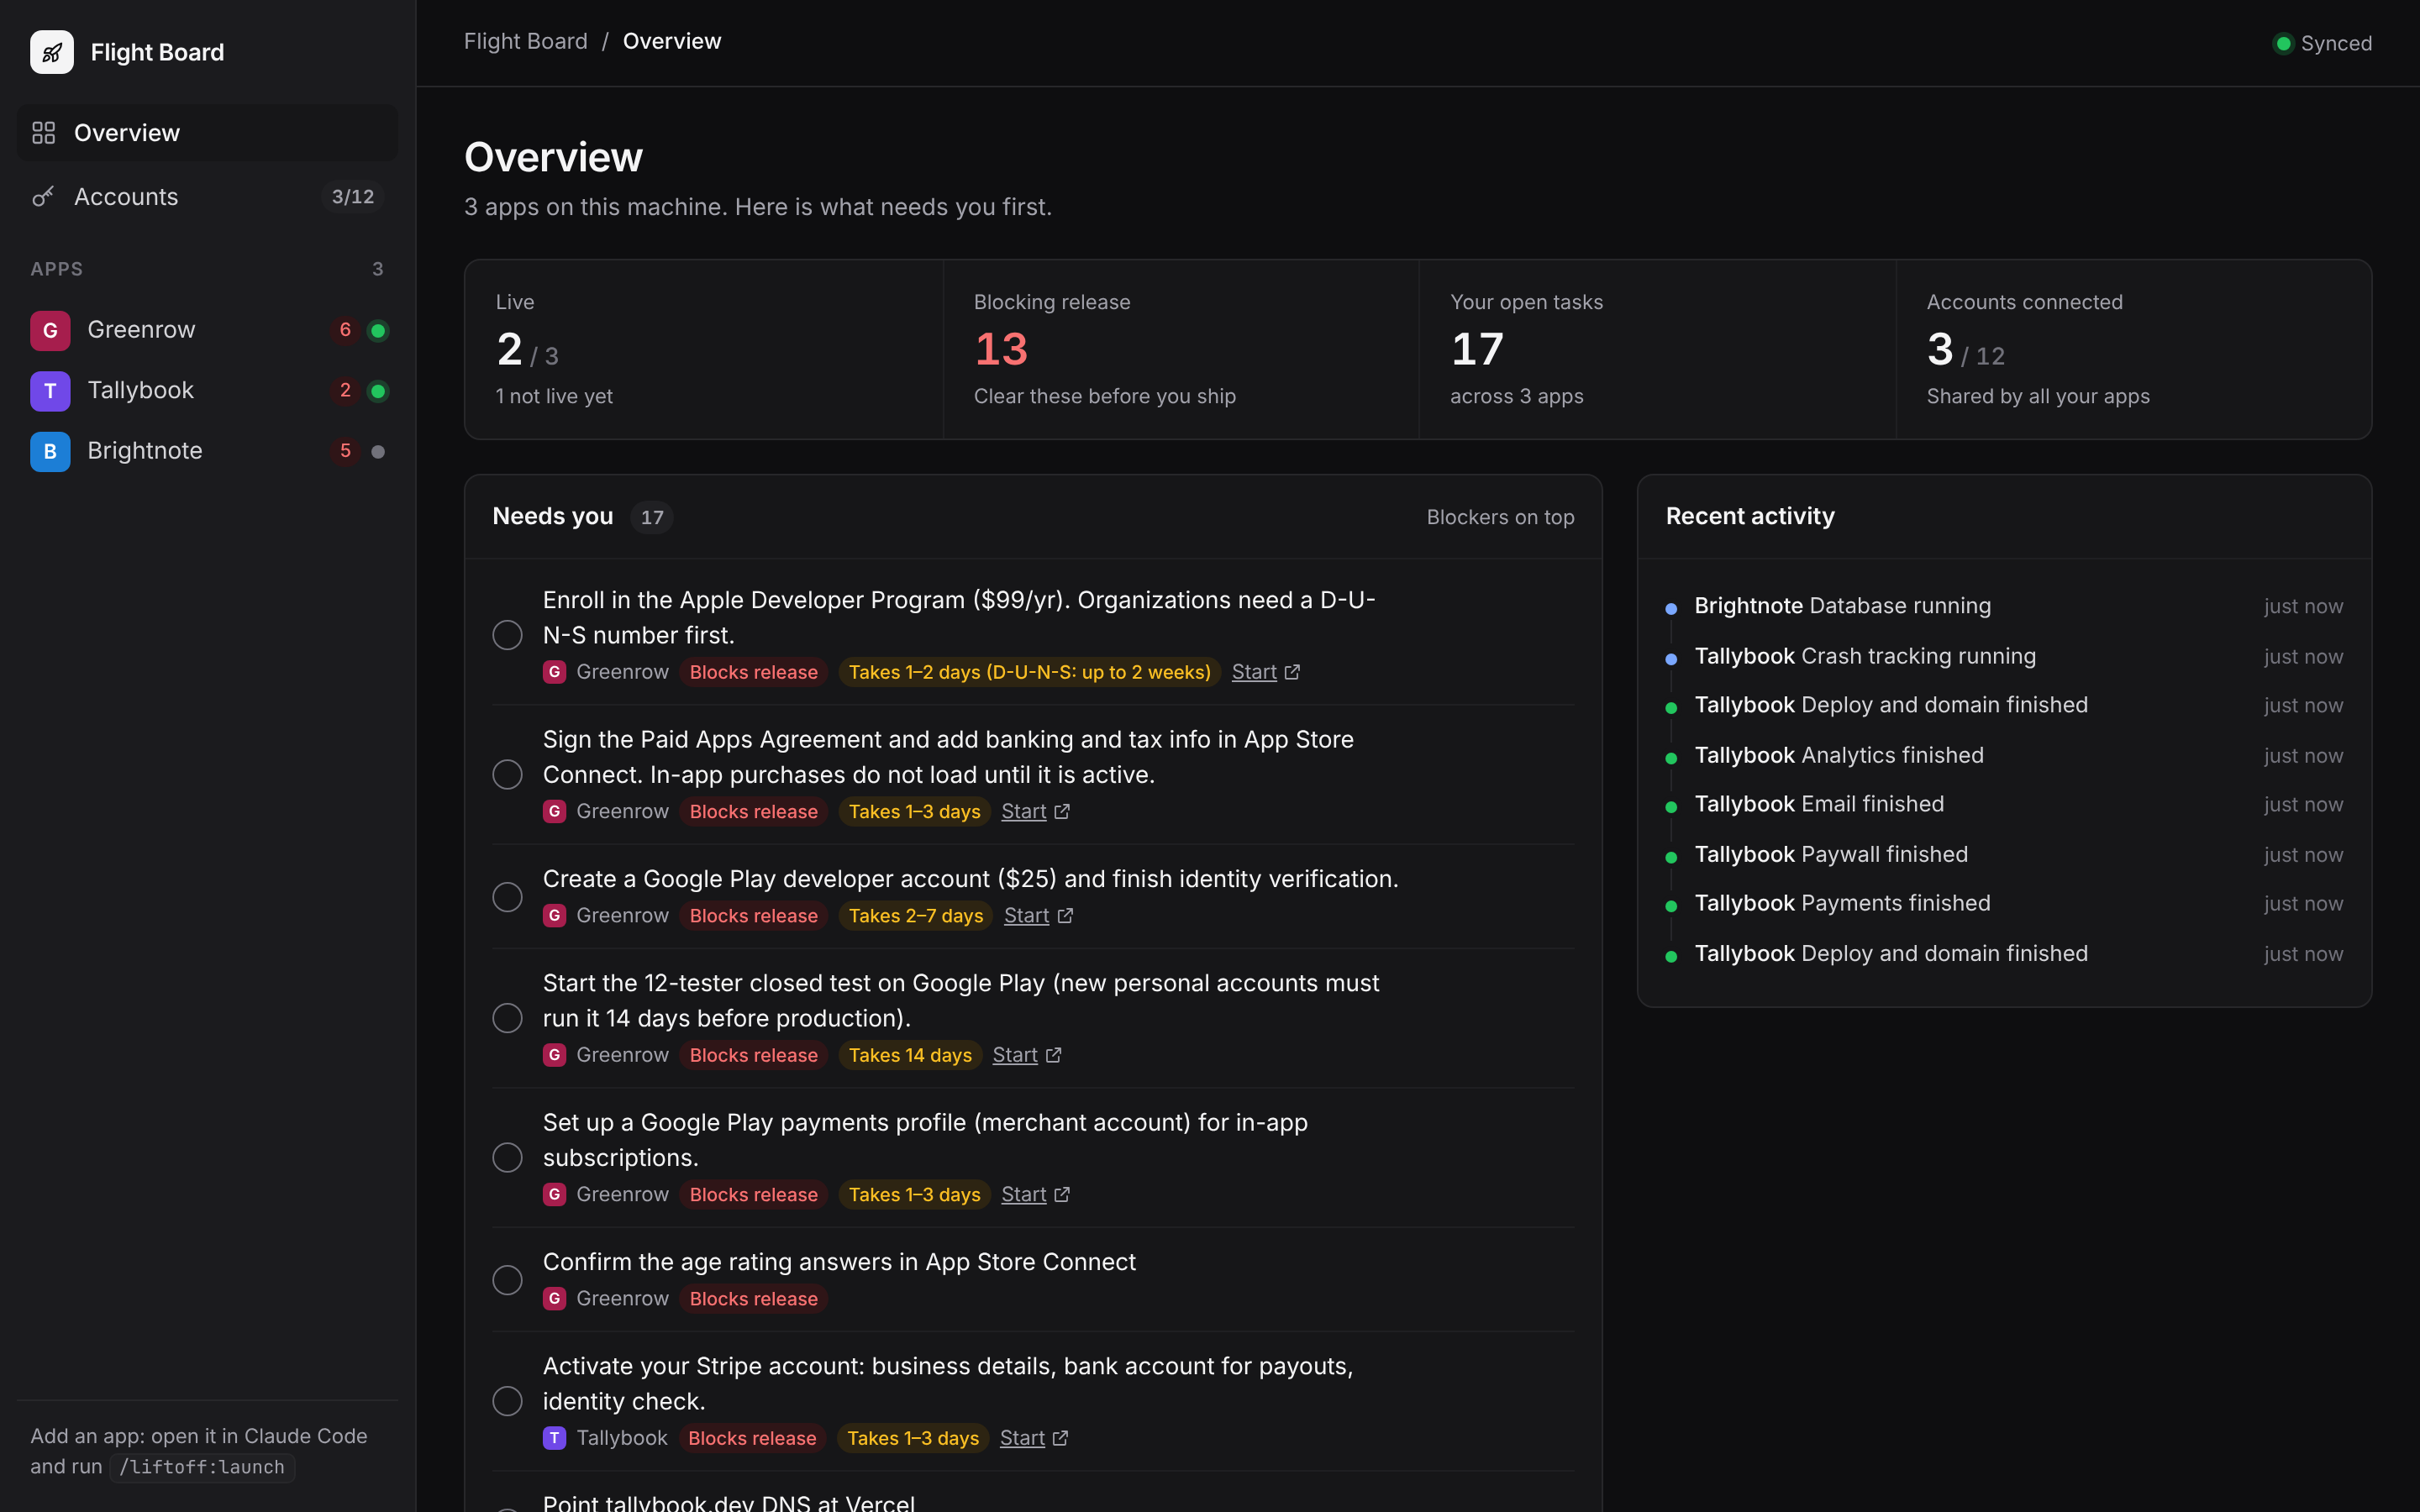 Flight Board
Overview
Accounts 3/12
APPS 3
G Greenrow 6
T Tallybook 2
B Brightnote 5
Add an app: open it in Claude Code
and run /liftoff:launch
Flight Board / Overview
Synced
Overview
3 apps on this machine. Here is what needs you first.
Live
2 / 3
1 not live yet
Blocking release
13
Clear these before you ship
Your open tasks
17
across 3 apps
Accounts connected
3 / 12
Shared by all your apps
Needs you 17
Blockers on top
Enroll in the Apple Developer Program ($99/yr). Organizations need a D-U-
N-S number first.
G Greenrow Blocks release Takes 1–2 days (D-U-N-S: up to 2 weeks) Start
Sign the Paid Apps Agreement and add banking and tax info in App Store
Connect. In-app purchases do not load until it is active.
G Greenrow Blocks release Takes 1–3 days Start
Create a Google Play developer account ($25) and finish identity verification.
G Greenrow Blocks release Takes 2–7 days Start
Start the 12-tester closed test on Google Play (new personal accounts must
run it 14 days before production).
G Greenrow Blocks release Takes 14 days Start
Set up a Google Play payments profile (merchant account) for in-app
subscriptions.
G Greenrow Blocks release Takes 1–3 days Start
Confirm the age rating answers in App Store Connect
G Greenrow Blocks release
Activate your Stripe account: business details, bank account for payouts,
identity check.
T Tallybook Blocks release Takes 1–3 days Start
Point tallybook.dev DNS at Vercel
Recent activity
Brightnote Database running just now
Tallybook Crash tracking running just now
Tallybook Deploy and domain finished just now
Tallybook Analytics finished just now
Tallybook Email finished just now
Tallybook Paywall finished just now
Tallybook Payments finished just now
Tallybook Deploy and domain finished just now